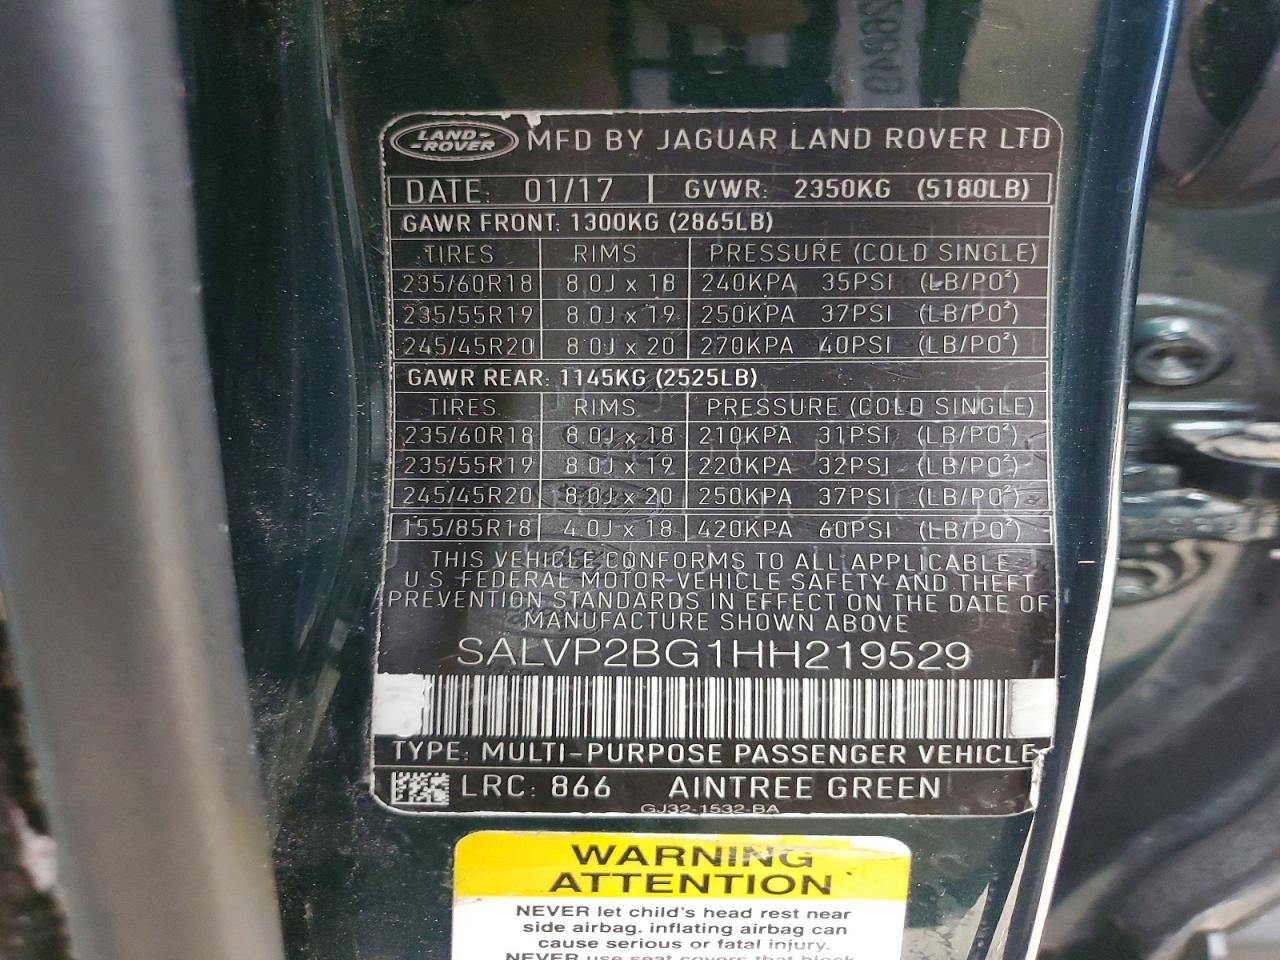 26840
LAND-
-ROVER
MFD BY JAGUAR LAND ROVER LTD
DATE: 01/17 GVWR: 2350KG (5180LB)
GAWR FRONT: 1300KG (2865LB)
TIRES RIMS PRESSURE (COLD SINGLE)
235/60R18 8.0J x 18 240KPA 35PSI (LB/PO²)
235/55R19 8.0J x 19 250KPA 37PSI (LB/PO²)
245/45R20 8.0J x 20 270KPA 40PSI (LB/PO²)
GAWR REAR: 1145KG (2525LB)
TIRES RIMS PRESSURE (COLD SINGLE)
235/60R18 8.0J x 18 210KPA 31PSI (LB/PO²)
235/55R19 8.0J x 19 220KPA 32PSI (LB/PO²)
245/45R20 8.0J x 20 250KPA 37PSI (LB/PO²)
155/85R18 4.0J x 18 420KPA 60PSI (LB/PO²)
THIS VEHICLE CONFORMS TO ALL APPLICABLE
U.S. FEDERAL MOTOR VEHICLE SAFETY AND THEFT
PREVENTION STANDARDS IN EFFECT ON THE DATE OF
MANUFACTURE SHOWN ABOVE
SALVP2BG1HH219529
TYPE: MULTI-PURPOSE PASSENGER VEHICLE
LRC: 866 AINTREE GREEN
GJ32-1532-BA
WARNING
ATTENTION
NEVER let child's head rest near
side airbag. inflating airbag can
cause serious or fatal injury.
NEVER use seat covers that block